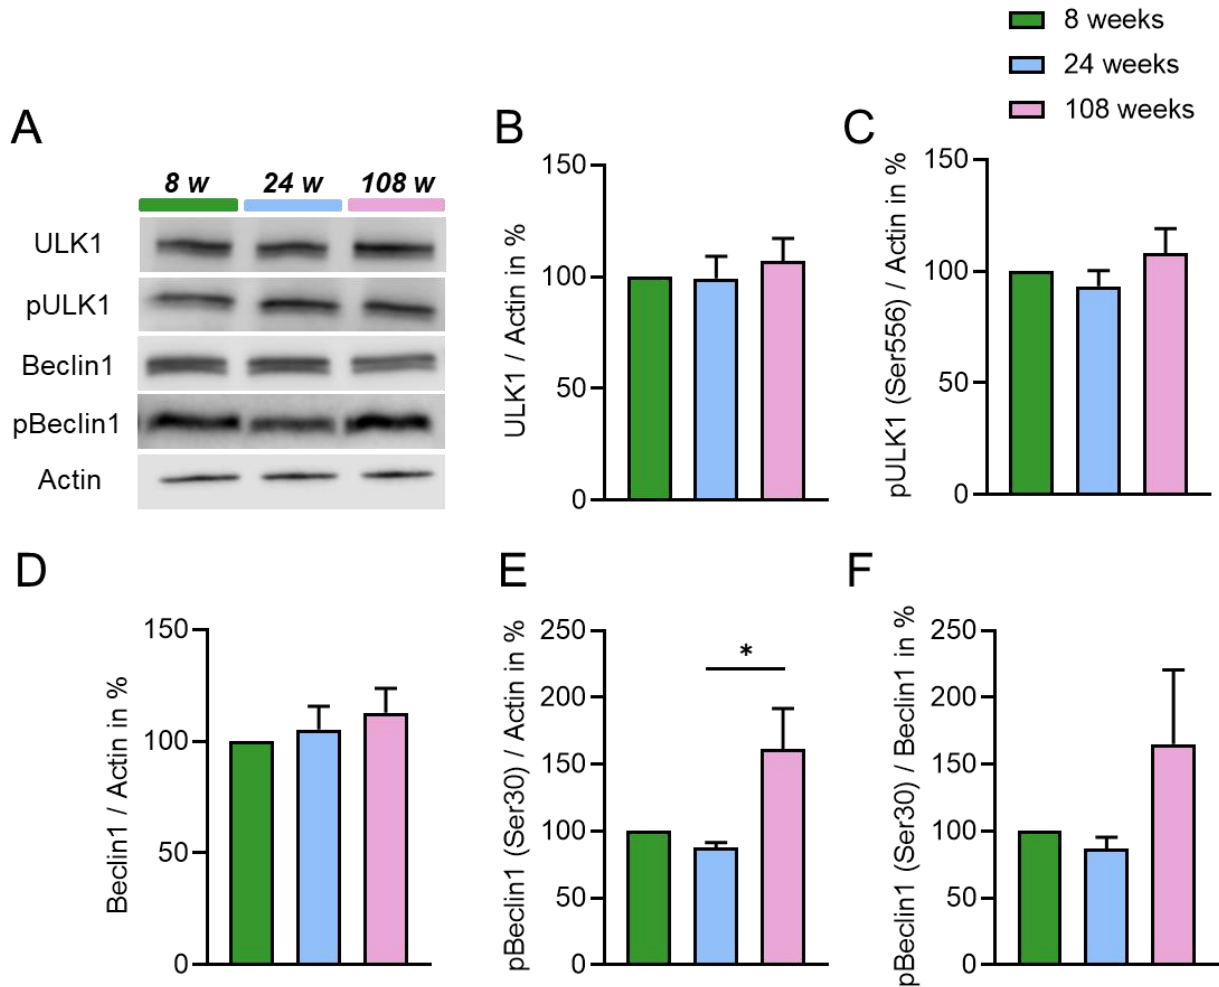 8 weeks
24 weeks
108 weeks
A
8 w 24 w 108 w
ULK1
pULK1
Beclin1
pBeclin1
Actin
B
ULK1 / Actin in %
150
100
50
0
C
pULK1 (Ser556) / Actin in %
150
100
50
0
D
Beclin1 / Actin in %
150
100
50
0
E
pBeclin1 (Ser30) / Actin in %
250
200
150
100
50
0
*
F
pBeclin1 (Ser30) / Beclin1 in %
250
200
150
100
50
0